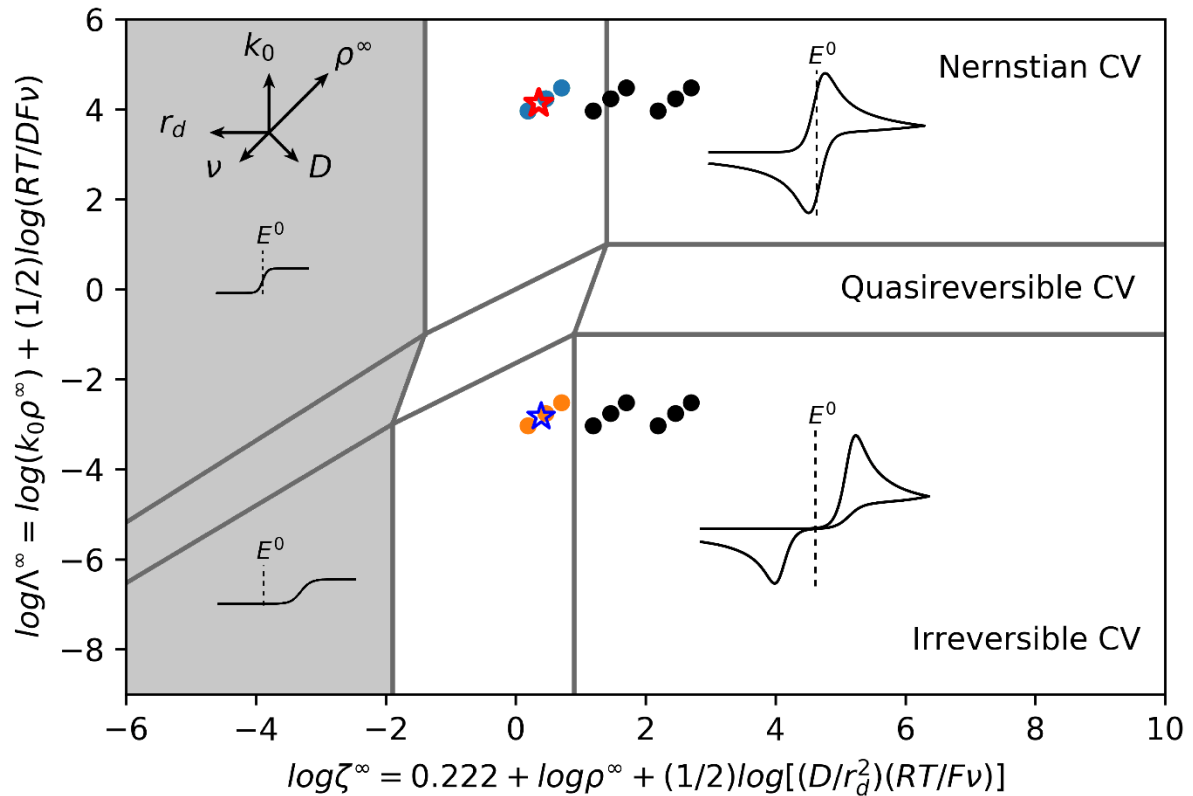 6
4
2
0
−2
−4
−6
−8
logΛ^∞ = log(k₀ρ^∞) + (1/2)log(RT/DFν)
k₀
ρ^∞
r_d
ν
D
E⁰
Nernstian CV
E⁰
Quasireversible CV
E⁰
E⁰
Irreversible CV
−6 −4 −2 0 2 4 6 8 10
logζ^∞ = 0.222 + logρ^∞ + (1/2)log[(D/r_d²)(RT/Fν)]